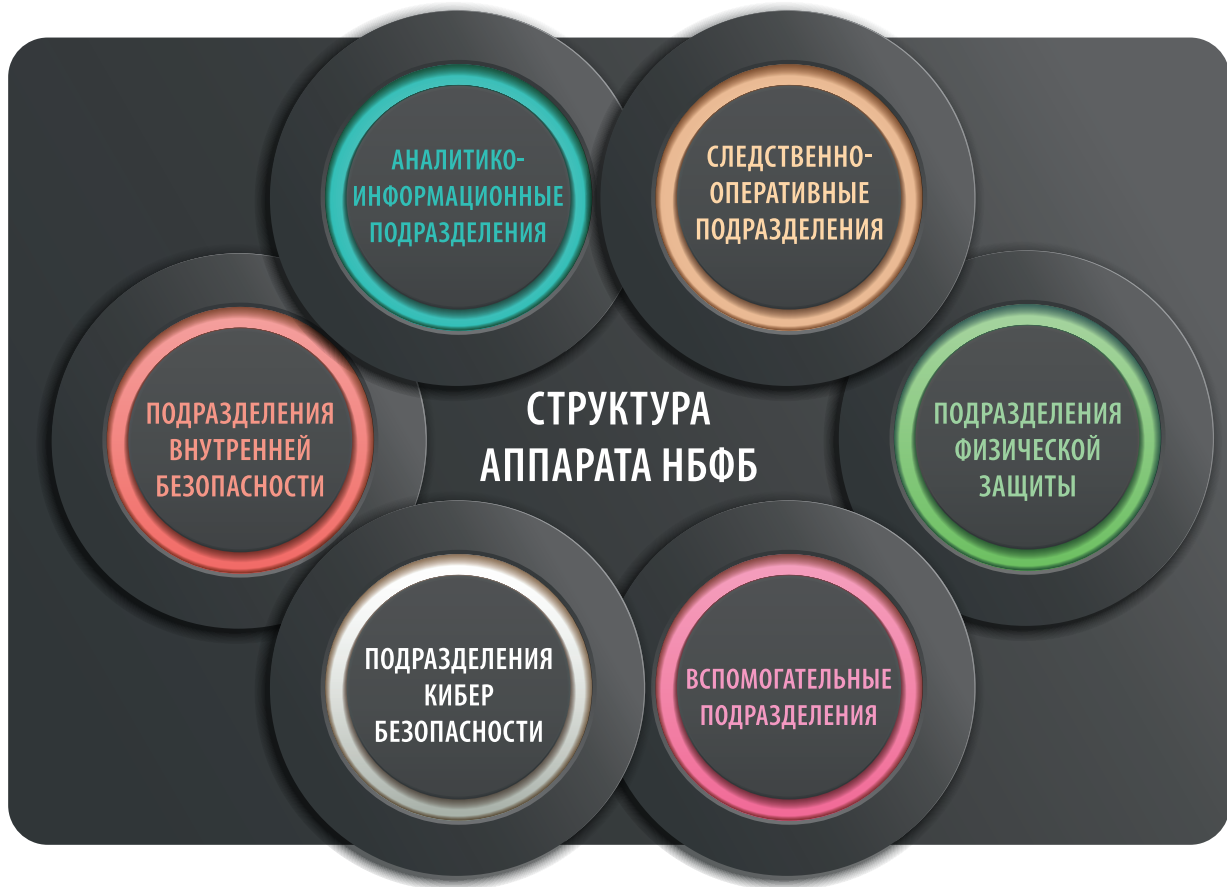 АНАЛИТИКО-
ИНФОРМАЦИОННЫЕ
ПОДРАЗДЕЛЕНИЯ
СЛЕДСТВЕННО-
ОПЕРАТИВНЫЕ
ПОДРАЗДЕЛЕНИЯ
ПОДРАЗДЕЛЕНИЯ
ВНУТРЕННЕЙ
БЕЗОПАСНОСТИ
СТРУКТУРА
АППАРАТА НБФБ
ПОДРАЗДЕЛЕНИЯ
ФИЗИЧЕСКОЙ
ЗАЩИТЫ
ПОДРАЗДЕЛЕНИЯ
КИБЕР
БЕЗОПАСНОСТИ
ВСПОМОГАТЕЛЬНЫЕ
ПОДРАЗДЕЛЕНИЯ